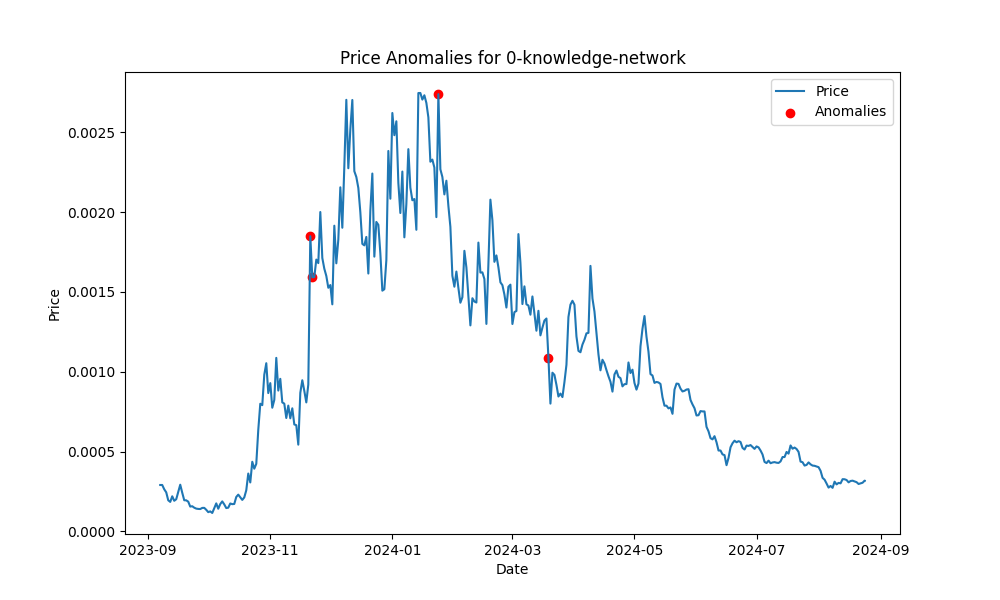 Price Anomalies for 0-knowledge-network
Price
Anomalies
0.0025
0.0020
0.0015
0.0010
0.0005
0.0000
Price
2023-09 2023-11 2024-01 2024-03 2024-05 2024-07 2024-09
Date